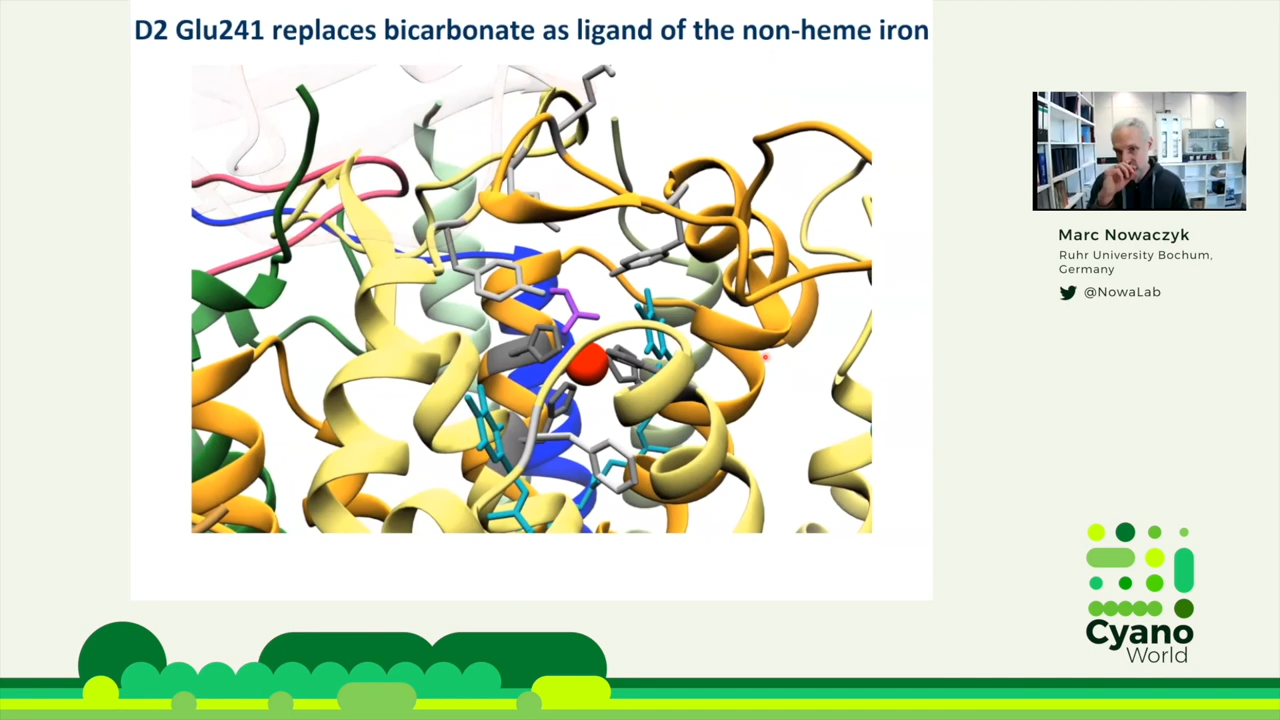 D2 Glu241 replaces bicarbonate as ligand of the non-heme iron
Marc Nowaczyk
Ruhr University Bochum,
Germany
@NowaLab
Cyano
World